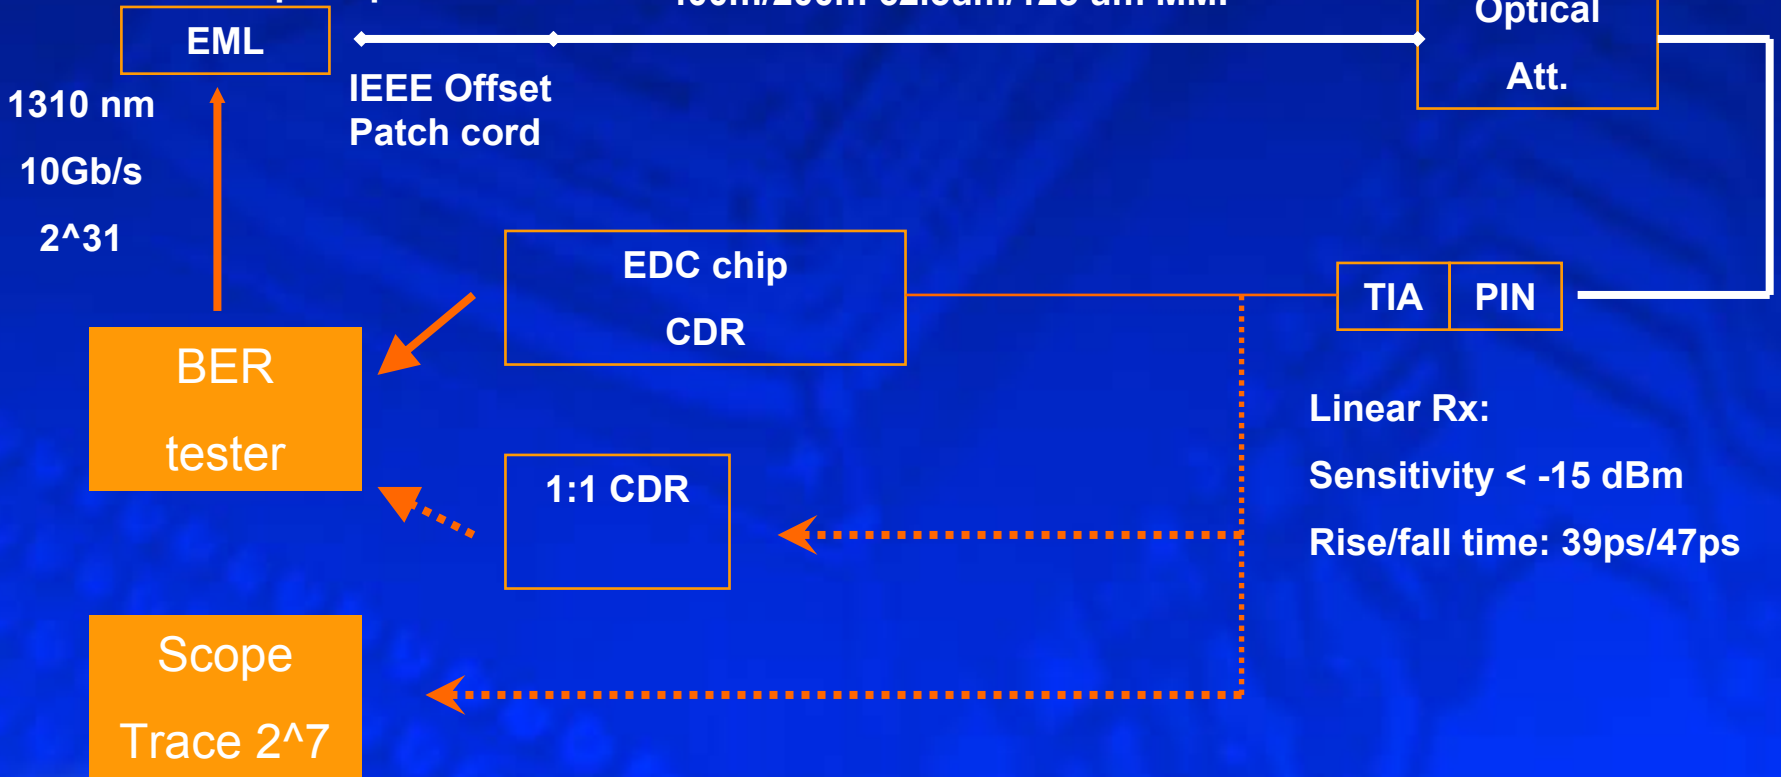 EML
Optical
Att.
1310 nm
10Gb/s
2^31
IEEE Offset
Patch cord
EDC chip
CDR
TIA PIN
BER
tester
1:1 CDR
Linear Rx:
Sensitivity < -15 dBm
Rise/fall time: 39ps/47ps
Scope
Trace 2^7